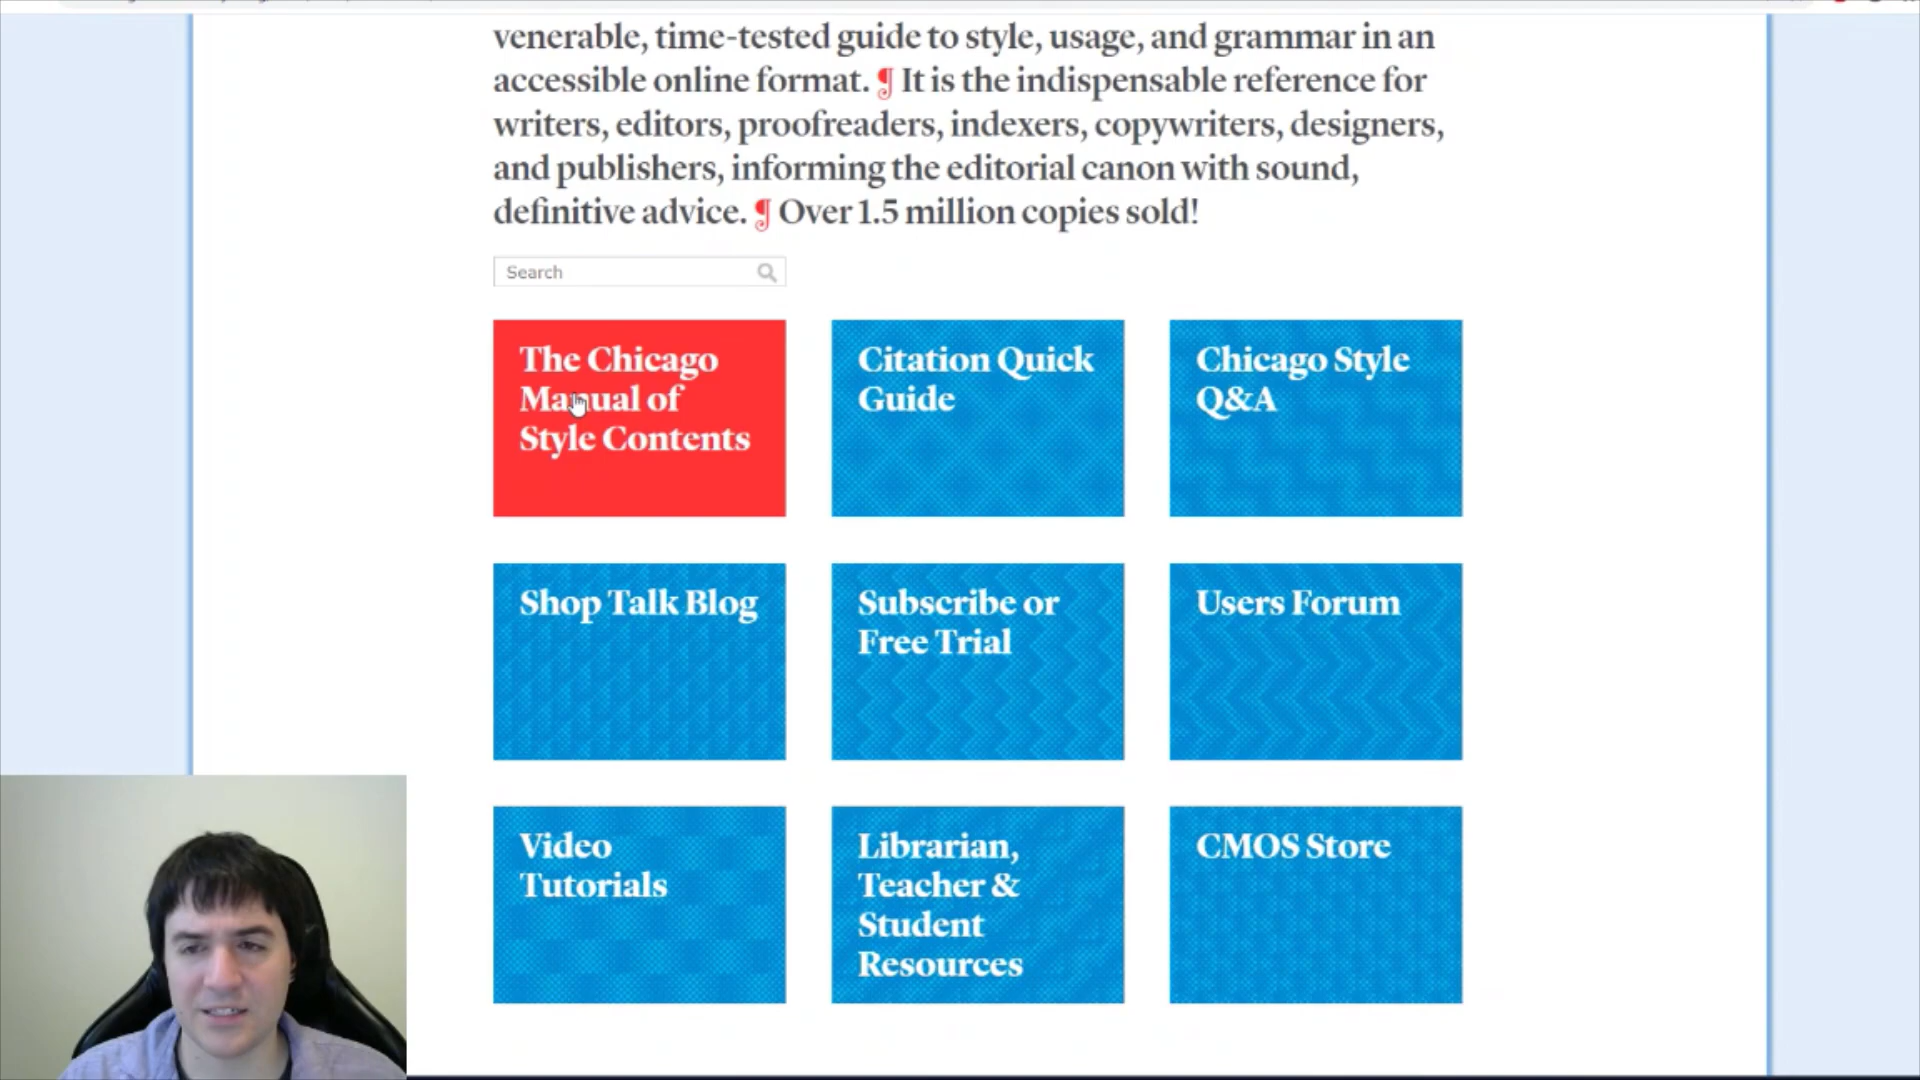 venerable, time-tested guide to style, usage, and grammar in an
accessible online format. ¶ It is the indispensable reference for
writers, editors, proofreaders, indexers, copywriters, designers,
and publishers, informing the editorial canon with sound,
definitive advice. ¶ Over 1.5 million copies sold!
Search
The Chicago
Manual of
Style Contents
Citation Quick
Guide
Chicago Style
Q&A
Shop Talk Blog
Subscribe or
Free Trial
Users Forum
Video
Tutorials
Librarian,
Teacher &
Student
Resources
CMOS Store